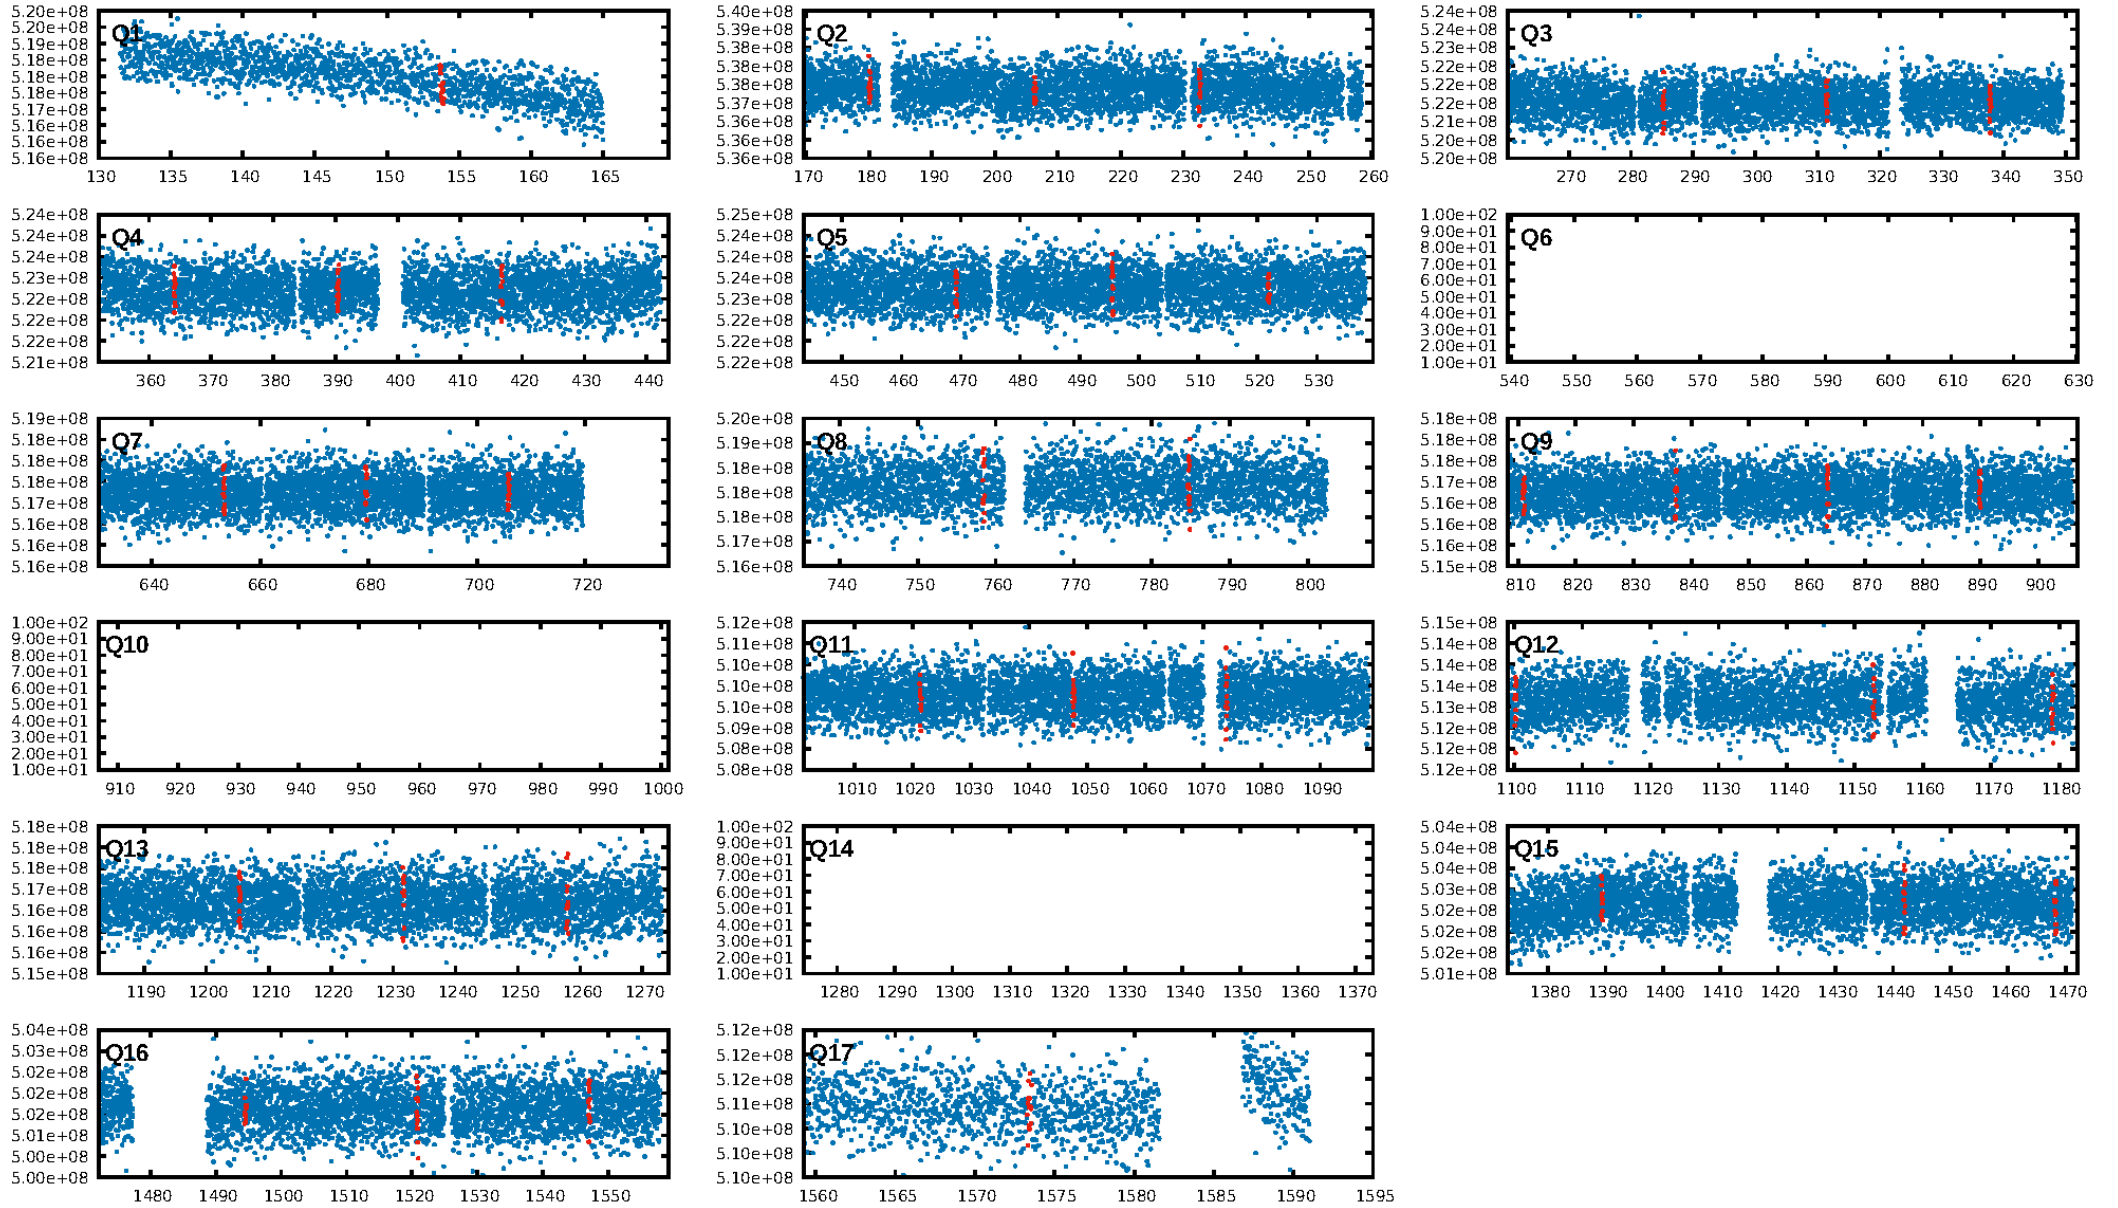 5.20e+08 5.20e+08 5.19e+08 5.18e+08 5.18e+08 5.17e+08 5.17e+08 5.16e+08 5.16e+08 5.16e+08
Q1
130 135 140 145 150 155 160 165
5.40e+08 5.39e+08 5.38e+08 5.38e+08 5.37e+08 5.37e+08 5.36e+08 5.36e+08
Q2
170 180 190 200 210 220 230 240 250 260
5.24e+08 5.23e+08 5.22e+08 5.22e+08 5.21e+08 5.20e+08 5.20e+08
Q3
270 280 290 300 310 320 330 340 350
5.24e+08 5.24e+08 5.24e+08 5.23e+08 5.22e+08 5.22e+08 5.22e+08 5.21e+08
Q4
360 370 380 390 400 410 420 430 440
5.25e+08 5.24e+08 5.24e+08 5.24e+08 5.23e+08 5.22e+08 5.22e+08 5.22e+08
Q5
450 460 470 480 490 500 510 520 530
1.00e+02 9.00e+01 8.00e+01 7.00e+01 6.00e+01 5.00e+01 4.00e+01 3.00e+01 2.00e+01 1.00e+01
Q6
540 550 560 570 580 590 600 610 620 630
5.19e+08 5.18e+08 5.18e+08 5.18e+08 5.17e+08 5.16e+08 5.16e+08 5.16e+08
Q7
640 660 680 700 720
5.20e+08 5.19e+08 5.18e+08 5.18e+08 5.18e+08 5.17e+08 5.16e+08
Q8
740 750 760 770 780 790 800
5.18e+08 5.18e+08 5.18e+08 5.17e+08 5.16e+08 5.16e+08 5.16e+08 5.15e+08
Q9
810 820 830 840 850 860 870 880 890 900
1.00e+02 9.00e+01 8.00e+01 7.00e+01 6.00e+01 5.00e+01 4.00e+01 3.00e+01 2.00e+01 1.00e+01
Q10
910 920 930 940 950 960 970 980 990 1000
5.12e+08 5.11e+08 5.10e+08 5.10e+08 5.10e+08 5.09e+08 5.08e+08 5.08e+08
Q11
1010 1020 1030 1040 1050 1060 1070 1080 1090
5.15e+08 5.14e+08 5.14e+08 5.14e+08 5.13e+08 5.12e+08 5.12e+08 5.12e+08
Q12
1100 1110 1120 1130 1140 1150 1160 1170 1180
5.18e+08 5.18e+08 5.18e+08 5.17e+08 5.16e+08 5.16e+08 5.16e+08 5.15e+08
Q13
1190 1200 1210 1220 1230 1240 1250 1260 1270
1.00e+02 9.00e+01 8.00e+01 7.00e+01 6.00e+01 5.00e+01 4.00e+01 3.00e+01 2.00e+01 1.00e+01
Q14
1280 1290 1300 1310 1320 1330 1340 1350 1360 1370
5.04e+08 5.04e+08 5.04e+08 5.03e+08 5.02e+08 5.02e+08 5.02e+08 5.01e+08
Q15
1380 1390 1400 1410 1420 1430 1440 1450 1460 1470
5.04e+08 5.03e+08 5.02e+08 5.02e+08 5.02e+08 5.01e+08 5.00e+08 5.00e+08
Q16
1480 1490 1500 1510 1520 1530 1540 1550
5.12e+08 5.12e+08 5.12e+08 5.11e+08 5.10e+08 5.10e+08 5.10e+08
Q17
1560 1565 1570 1575 1580 1585 1590 1595